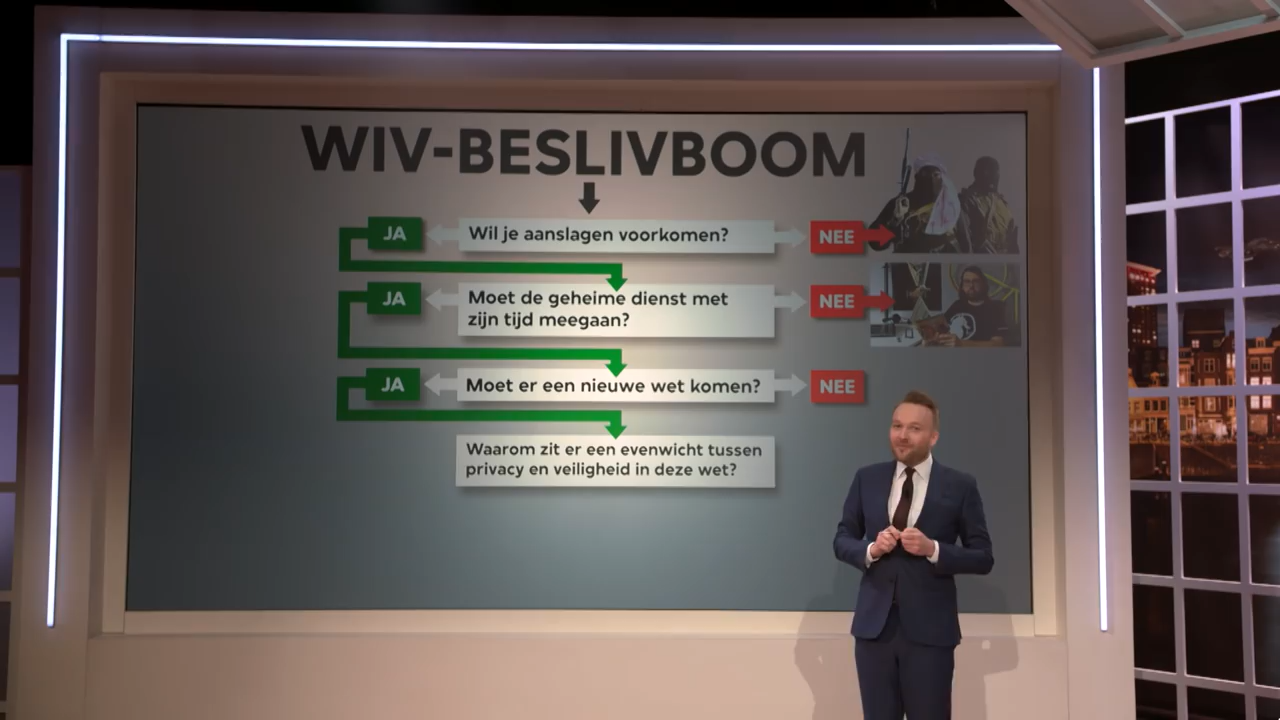 WIV-BESLIVBOOM
JA
Wil je aanslagen voorkomen?
NEE
JA
Moet de geheime dienst met
zijn tijd meegaan?
NEE
JA
Moet er een nieuwe wet komen?
NEE
Waarom zit er een evenwicht tussen
privacy en veiligheid in deze wet?